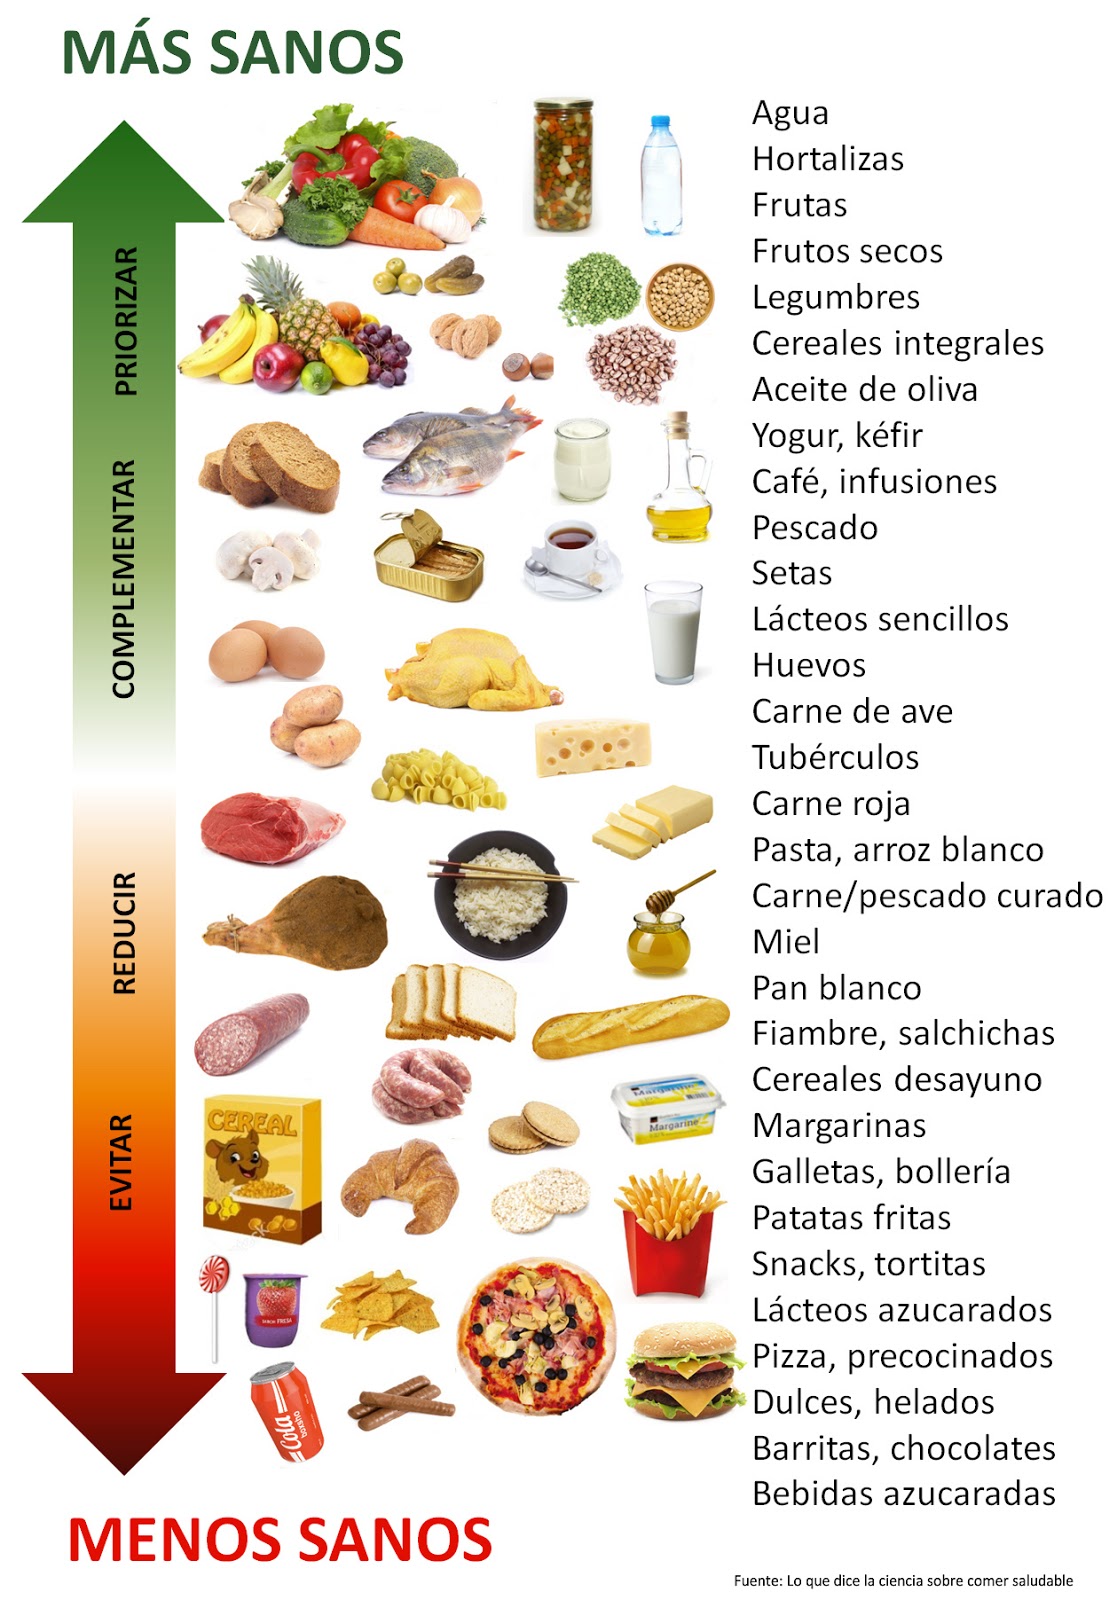 MÁS SANOS
PRIORIZAR
COMPLEMENTAR
REDUCIR
EVITAR
Agua
Hortalizas
Frutas
Frutos secos
Legumbres
Cereales integrales
Aceite de oliva
Yogur, kéfir
Café, infusiones
Pescado
Setas
Lácteos sencillos
Huevos
Carne de ave
Tubérculos
Carne roja
Pasta, arroz blanco
Carne/pescado curado
Miel
Pan blanco
Fiambre, salchichas
Cereales desayuno
Margarinas
Galletas, bollería
Patatas fritas
Snacks, tortitas
Lácteos azucarados
Pizza, precocinados
Dulces, helados
Barritas, chocolates
Bebidas azucaradas
CEREAL
Margarine
Margarine
SABOR FRESA
Cola
MENOS SANOS
Fuente: Lo que dice la ciencia sobre comer saludable